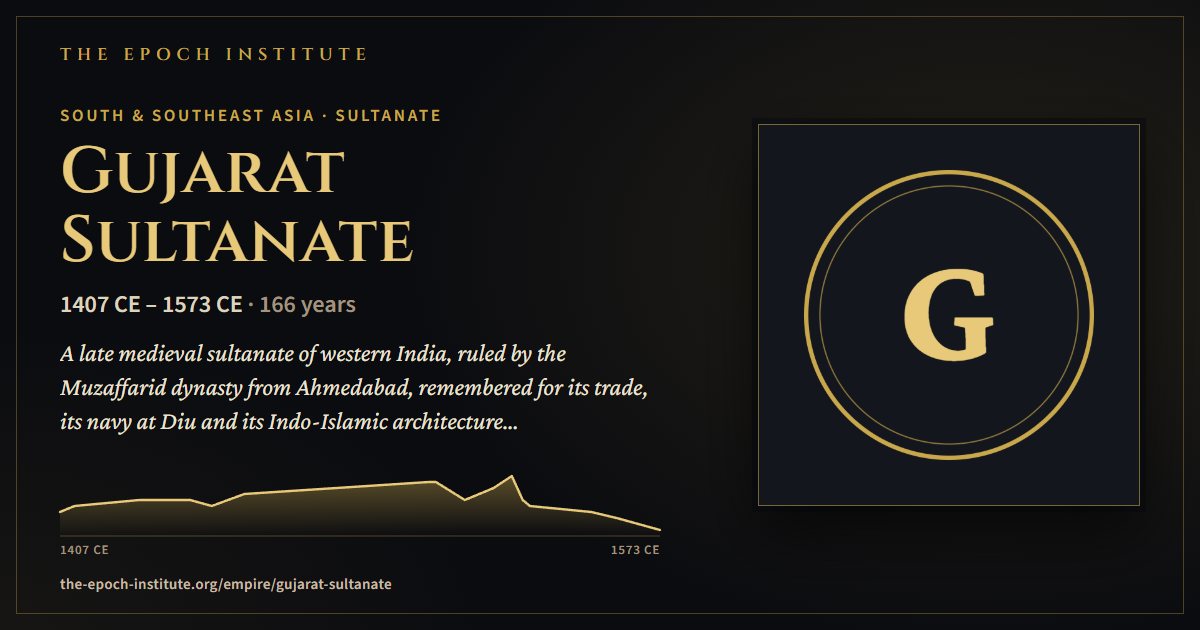 THE EPOCH INSTITUTE
SOUTH & SOUTHEAST ASIA · SULTANATE
GUJARAT
SULTANATE
1407 CE – 1573 CE · 166 years
A late medieval sultanate of western India, ruled by the
Muzaffarid dynasty from Ahmedabad, remembered for its trade,
its navy at Diu and its Indo-Islamic architecture...
G
1407 CE
1573 CE
the-epoch-institute.org/empire/gujarat-sultanate